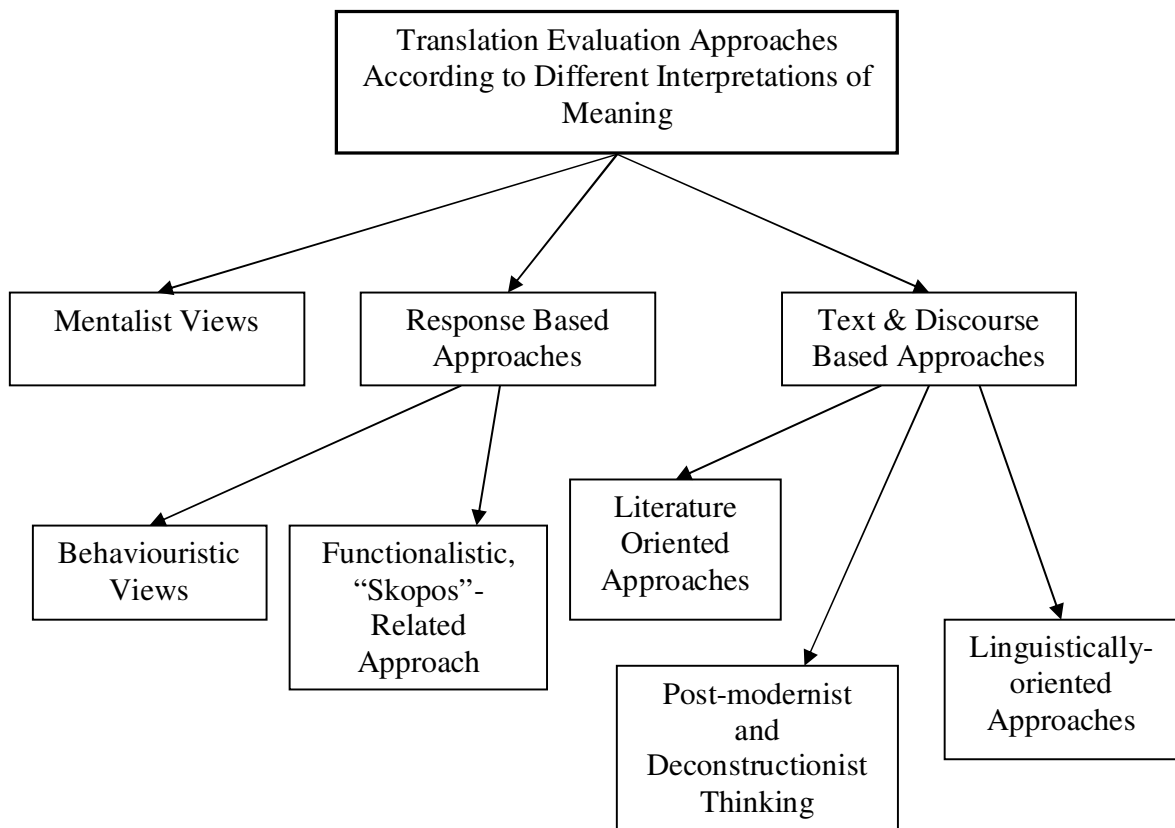 Translation Evaluation Approaches
According to Different Interpretations of
Meaning
Mentalist Views
Response Based
Approaches
Text & Discourse
Based Approaches
Behaviouristic
Views
Functionalistic,
“Skopos”-
Related
Approach
Literature
Oriented
Approaches
Post-modernist
and
Deconstructionist
Thinking
Linguistically-
oriented
Approaches